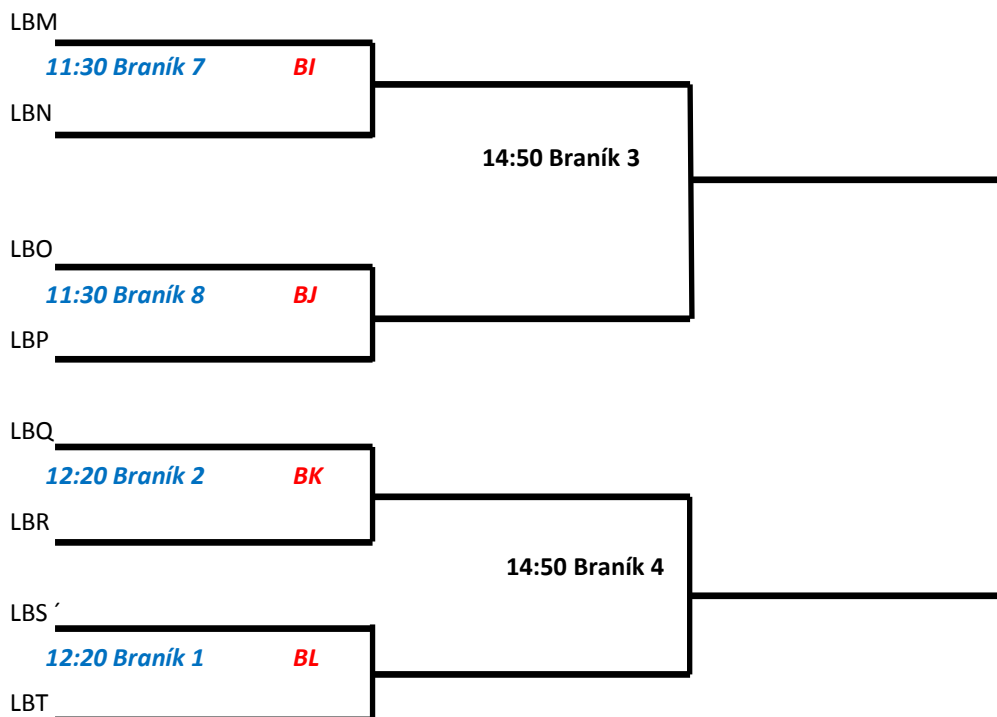 LBM
11:30 Braník 7 BI
LBN
14:50 Braník 3
LBO
11:30 Braník 8 BJ
LBP
LBQ
12:20 Braník 2 BK
LBR
14:50 Braník 4
LBS ´
12:20 Braník 1 BL
LBT